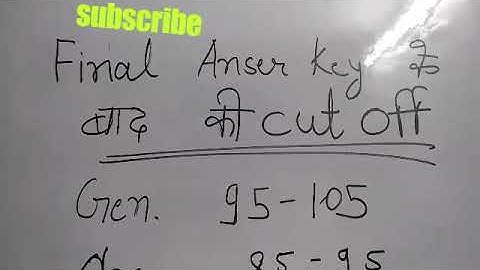 subscribe
Final Anser Key के
बाद की cut off
Gen. 95-105
85-95